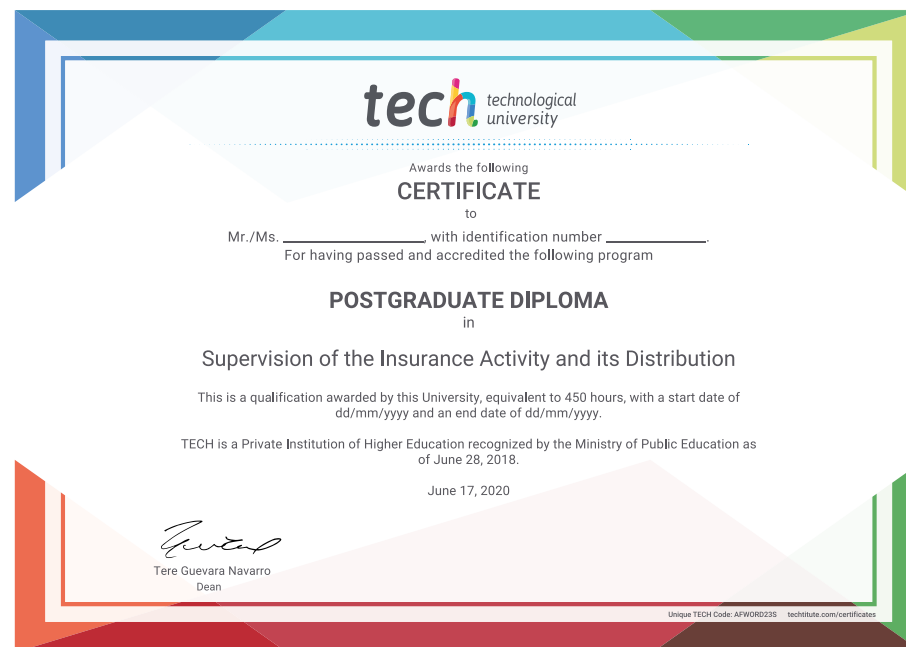 tech technological
university
Awards the following
CERTIFICATE
to
Mr./Ms. ____________________, with identification number ______________.
For having passed and accredited the following program
POSTGRADUATE DIPLOMA
in
Supervision of the Insurance Activity and its Distribution
This is a qualification awarded by this University, equivalent to 450 hours, with a start date of
dd/mm/yyyy and an end date of dd/mm/yyyy.
TECH is a Private Institution of Higher Education recognized by the Ministry of Public Education as
of June 28, 2018.
June 17, 2020
Tere Guevara Navarro
Dean
Unique TECH Code: AFWORD23S techtitute.com/certificates